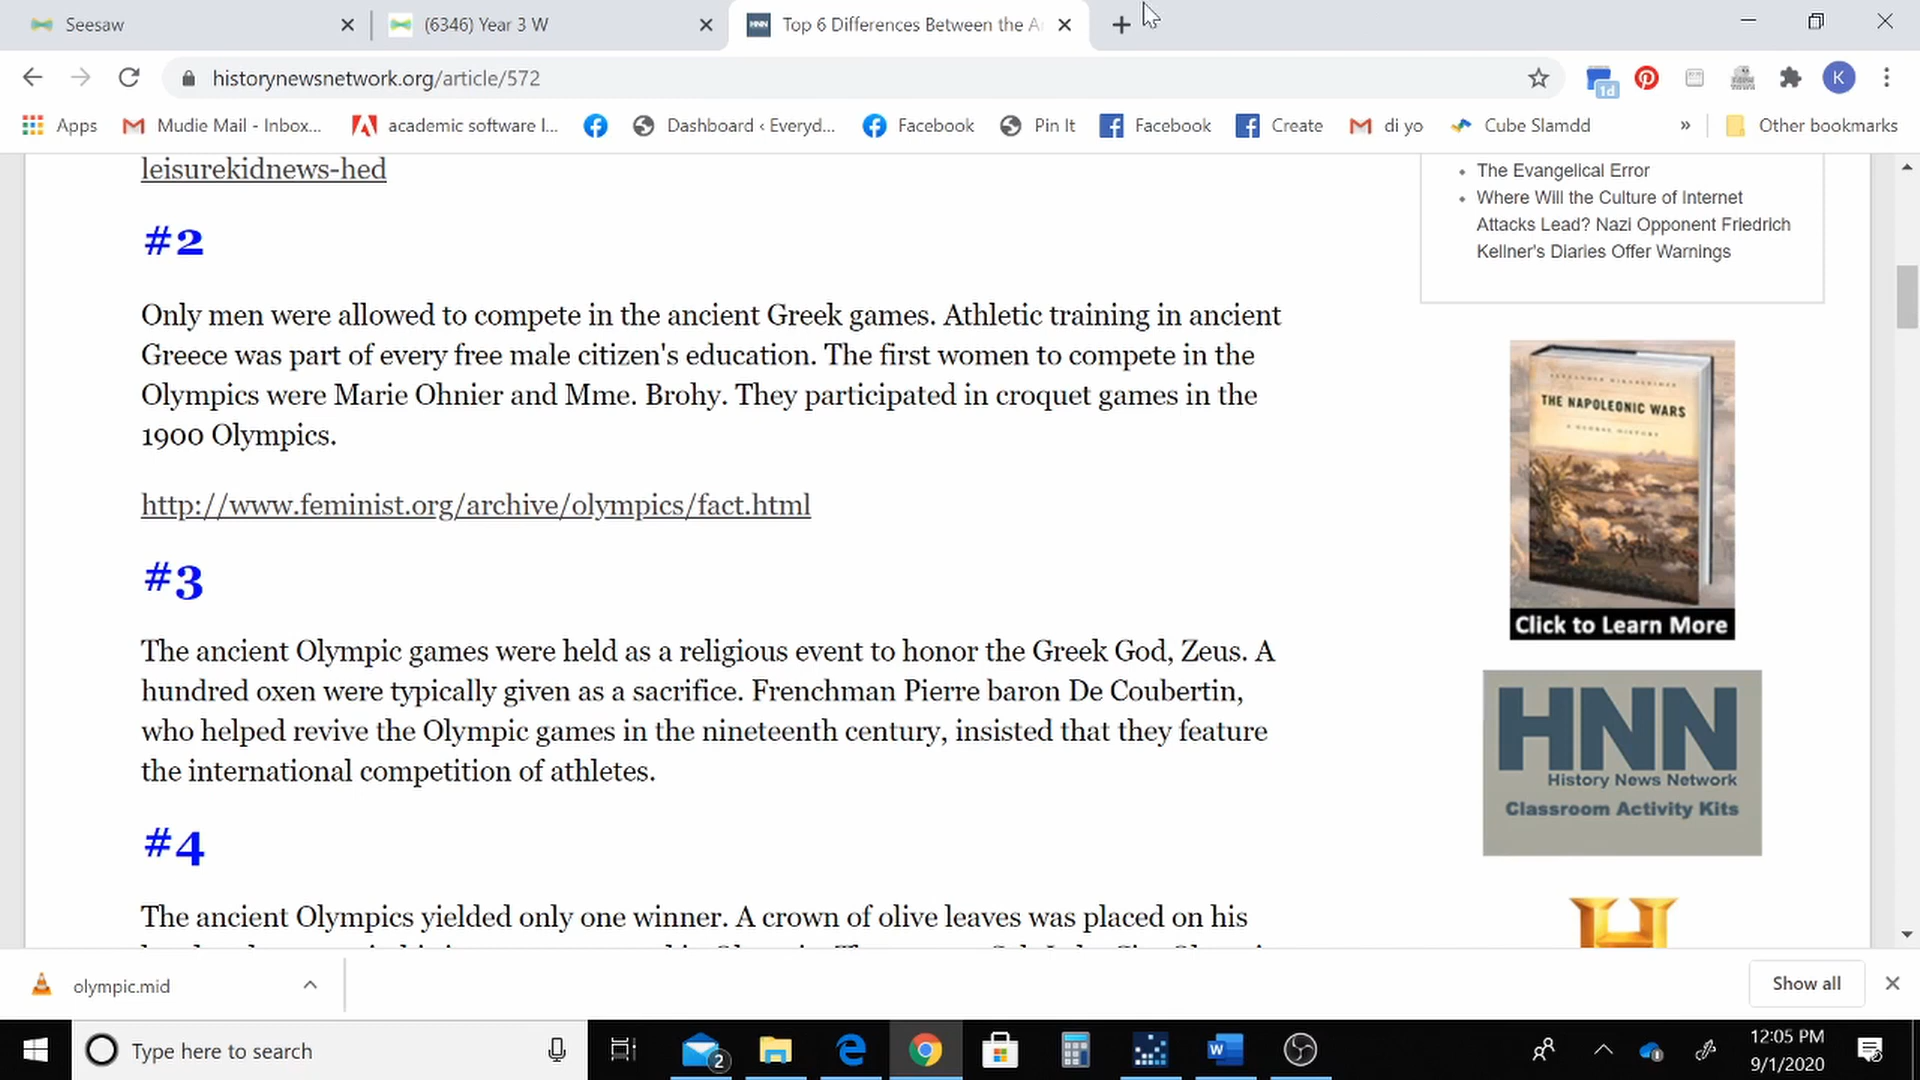 Seesaw
(6346) Year 3 W
Top 6 Differences Between the A
historynewsnetwork.org/article/572
1d
K
Apps
Mudie Mail - Inbox...
academic software l...
Dashboard ‹ Everyd...
Facebook
Pin It
Facebook
Create
di yo
Cube Slamdd
»
Other bookmarks
leisurekidnews-hed
#2
Only men were allowed to compete in the ancient Greek games. Athletic training in ancient
Greece was part of every free male citizen's education. The first women to compete in the
Olympics were Marie Ohnier and Mme. Brohy. They participated in croquet games in the
1900 Olympics.
http://www.feminist.org/archive/olympics/fact.html
#3
The ancient Olympic games were held as a religious event to honor the Greek God, Zeus. A
hundred oxen were typically given as a sacrifice. Frenchman Pierre baron De Coubertin,
who helped revive the Olympic games in the nineteenth century, insisted that they feature
the international competition of athletes.
#4
The ancient Olympics yielded only one winner. A crown of olive leaves was placed on his
The Evangelical Error
Where Will the Culture of Internet
Attacks Lead? Nazi Opponent Friedrich
Kellner's Diaries Offer Warnings
THE NAPOLEONIC WARS
A GLOBAL HISTORY
Click to Learn More
HNN
History News Network
Classroom Activity Kits
H
olympic.mid
Show all
Type here to search
2
12:05 PM
9/1/2020